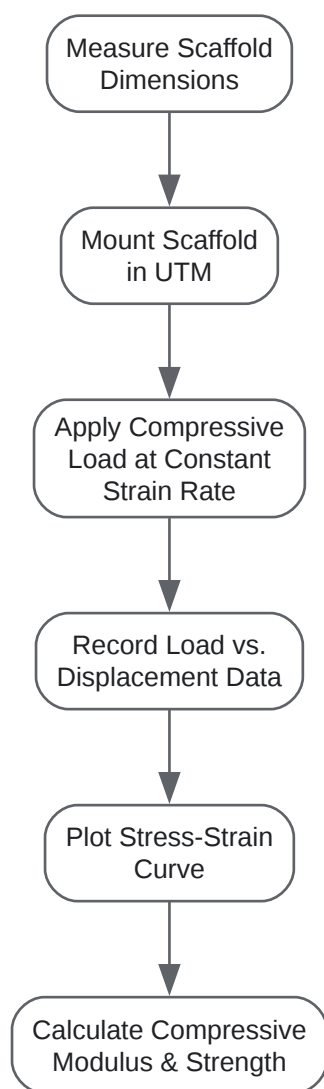 Measure Scaffold
Dimensions
Mount Scaffold
in UTM
Apply Compressive
Load at Constant
Strain Rate
Record Load vs.
Displacement Data
Plot Stress-Strain
Curve
Calculate Compressive
Modulus & Strength